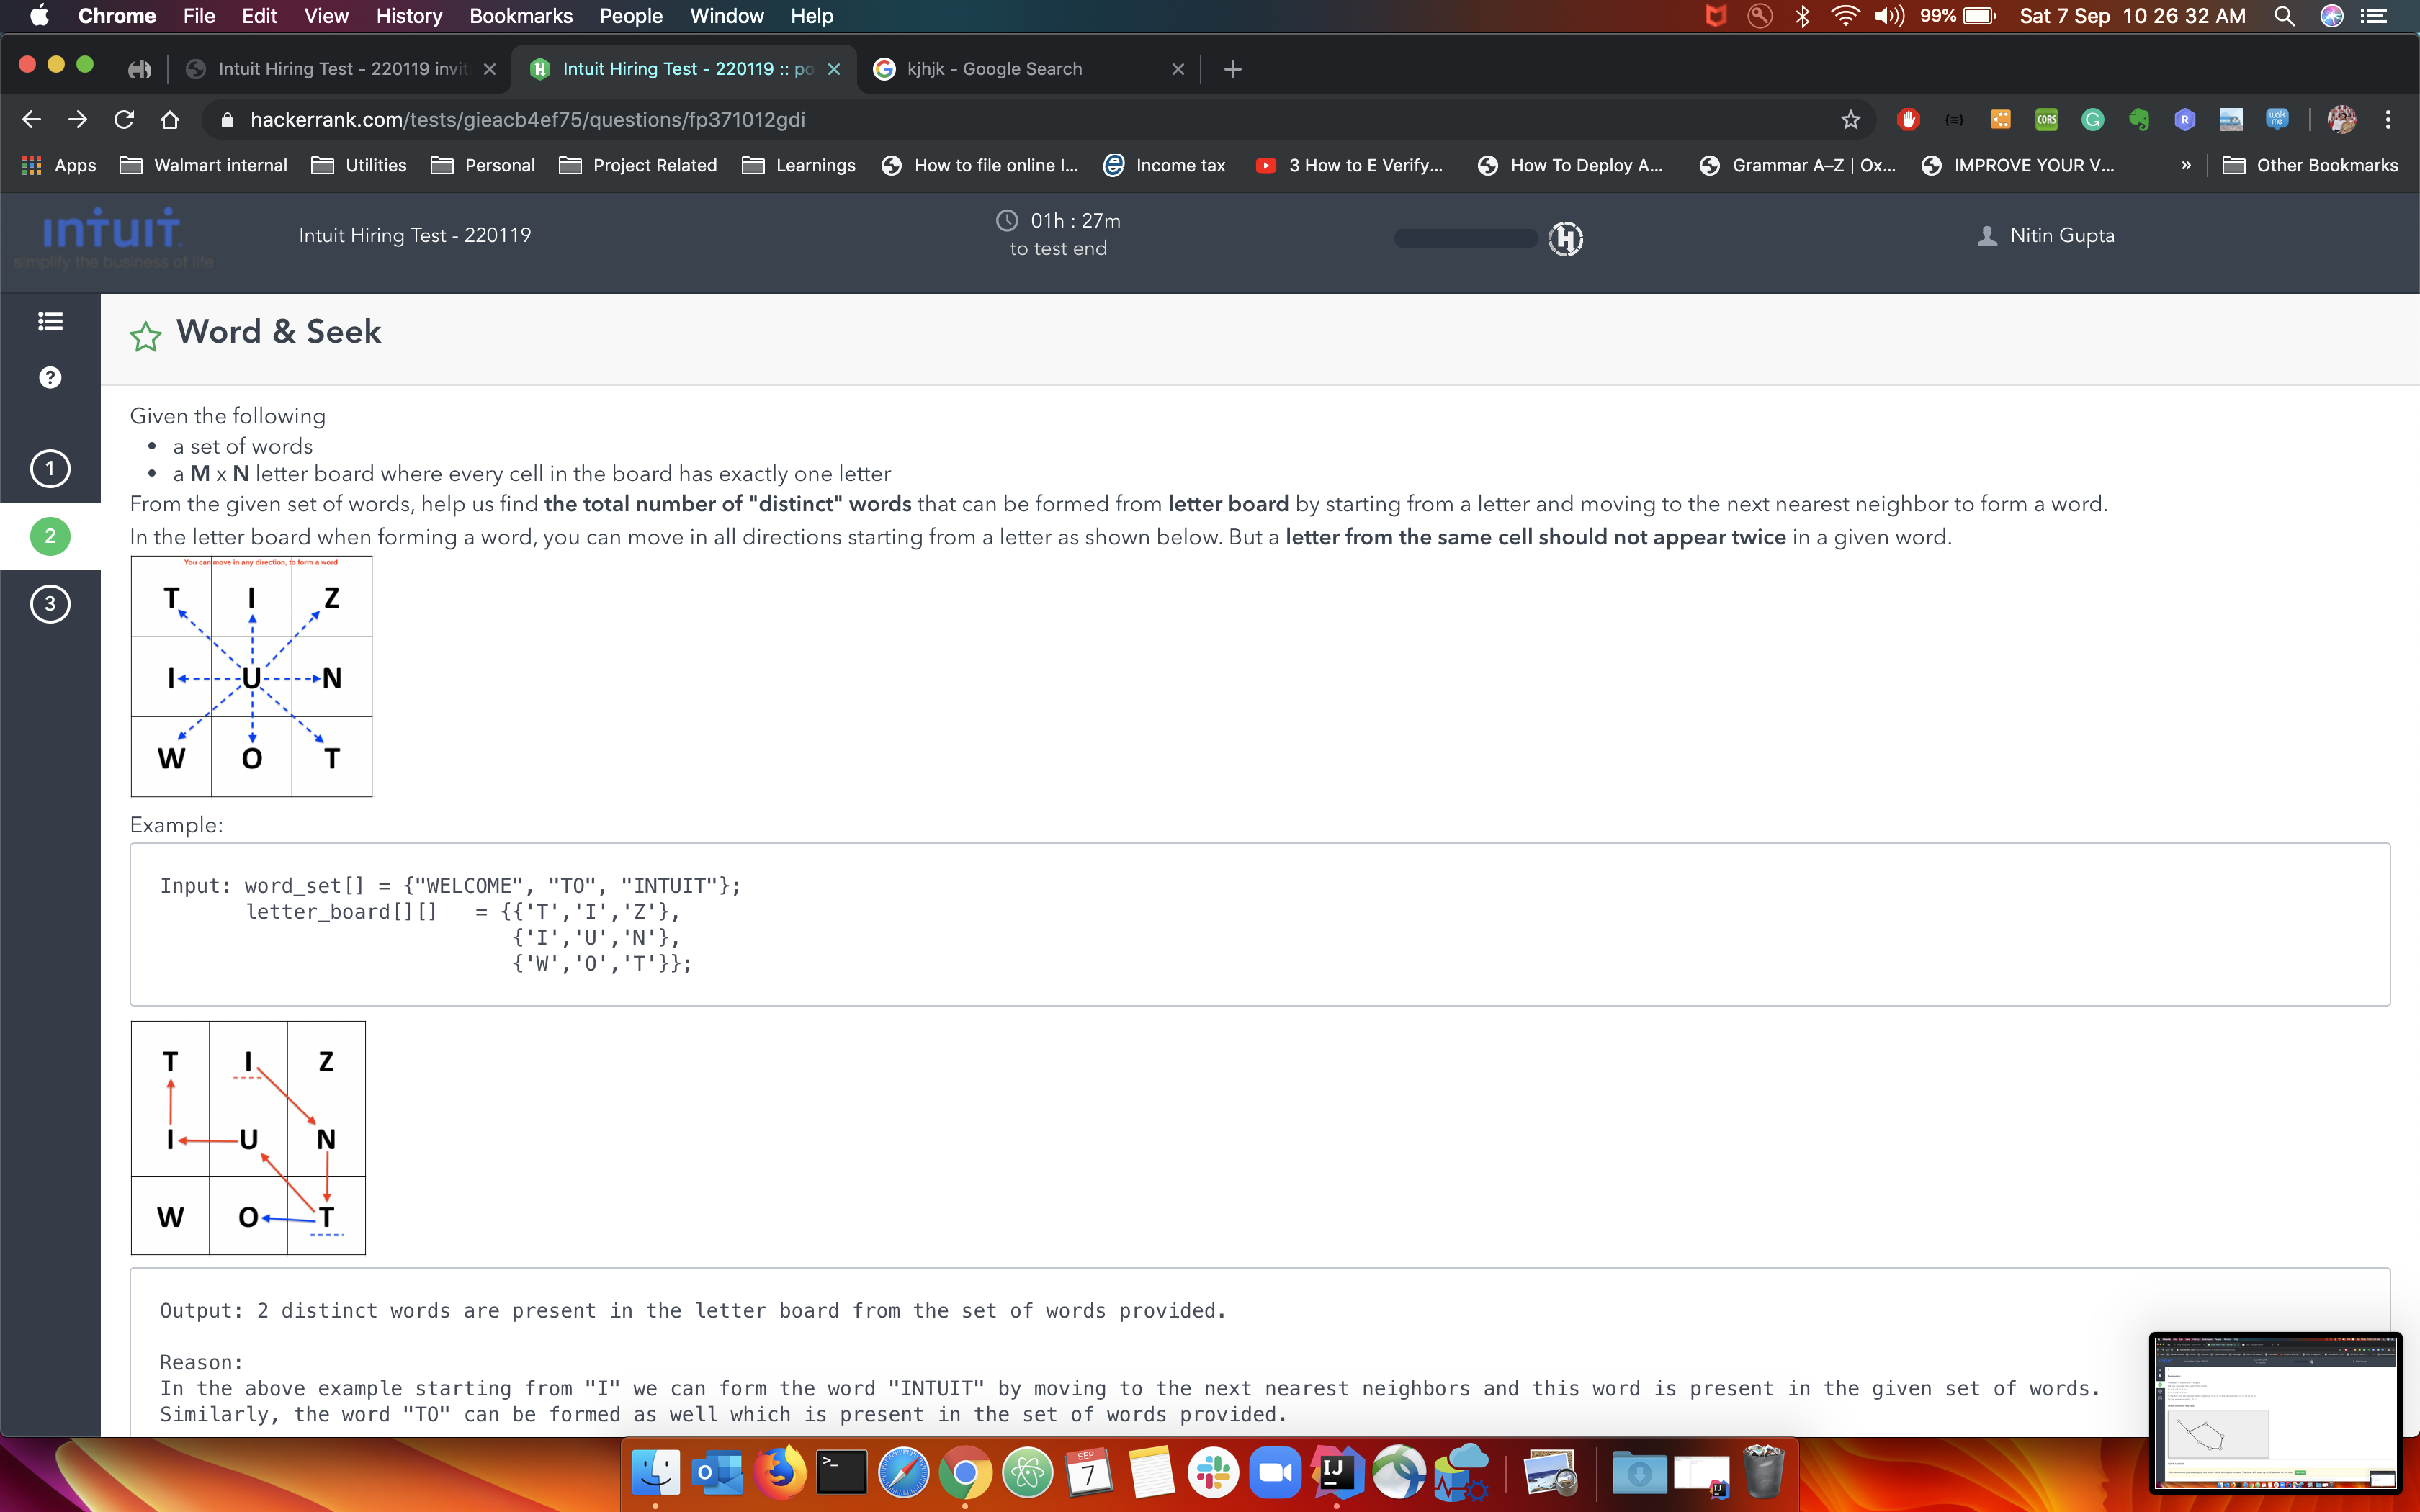 Chrome File Edit View History Bookmarks People Window Help 99% Sat 7 Sep 10 26 32 AM
Intuit Hiring Test - 220119 invit Intuit Hiring Test - 220119 :: po kjhjk - Google Search
hackerrank.com/tests/gieacb4ef75/questions/fp371012gdi
Apps Walmart internal Utilities Personal Project Related Learnings How to file online I... Income tax 3 How to E Verify... How To Deploy A... Grammar A–Z | Ox... IMPROVE YOUR V... » Other Bookmarks
intuit.
simplify the business of life
Intuit Hiring Test - 220119
01h : 27m
to test end
Nitin Gupta
Word & Seek
1
2
3
Given the following
• a set of words
• a M x N letter board where every cell in the board has exactly one letter
From the given set of words, help us find the total number of "distinct" words that can be formed from letter board by starting from a letter and moving to the next nearest neighbor to form a word.
In the letter board when forming a word, you can move in all directions starting from a letter as shown below. But a letter from the same cell should not appear twice in a given word.
You can move in any direction, to form a word
T I Z
I U N
W O T
Example:
Input: word_set[] = {"WELCOME", "TO", "INTUIT"};
letter_board[][] = {{'T','I','Z'},
{'I','U','N'},
{'W','O','T'}};
T I Z
I U N
W O T
Output: 2 distinct words are present in the letter board from the set of words provided.
Reason:
In the above example starting from "I" we can form the word "INTUIT" by moving to the next nearest neighbors and this word is present in the given set of words.
Similarly, the word "TO" can be formed as well which is present in the set of words provided.
SEP
7